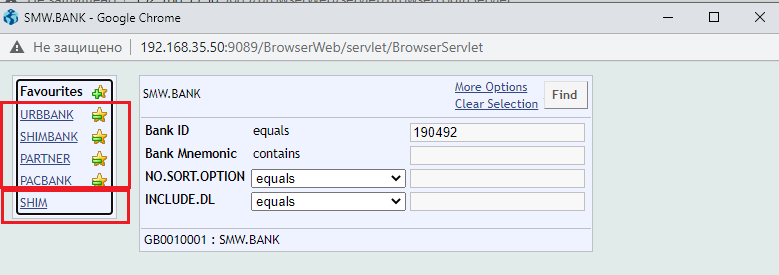 SMW.BANK - Google Chrome
Не защищено 192.168.35.50:9089/BrowserWeb/servlet/BrowserServlet
Favourites
URBBANK
SHIMBANK
PARTNER
PACBANK
SHIM
SMW.BANK
More Options
Clear Selection
Find
Bank ID equals 190492
Bank Mnemonic contains
NO.SORT.OPTION equals
INCLUDE.DL equals
GB0010001 : SMW.BANK